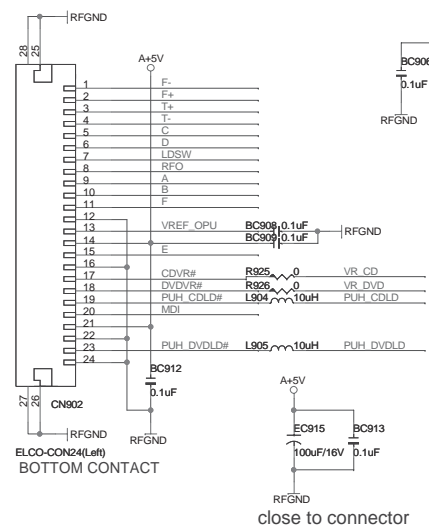 RFGND
28
25
A+5V
BC906
0.1uF
RFGND
1 F-
2 F+
3 T+
4 T-
5 C
6 D
7 LDSW
8 RFO
9 A
10 B
11 F
12
13 VREF_OPU BC908 0.1uF RFGND
14 BC909 0.1uF
15 E
16
17 CDVR# R925 0 VR_CD
18 DVDVR# R926 0 VR_DVD
19 PUH_CDLD# L904 10uH PUH_CDLD
20 MDI
21
22
23 PUH_DVDLD# L905 10uH PUH_DVDLD
24
BC912
0.1uF
27
26
CN902
A+5V
RFGND
RFGND
EC915
BC913
100uF/16V
0.1uF
ELCO-CON24(Left)
BOTTOM CONTACT
RFGND
close to connector